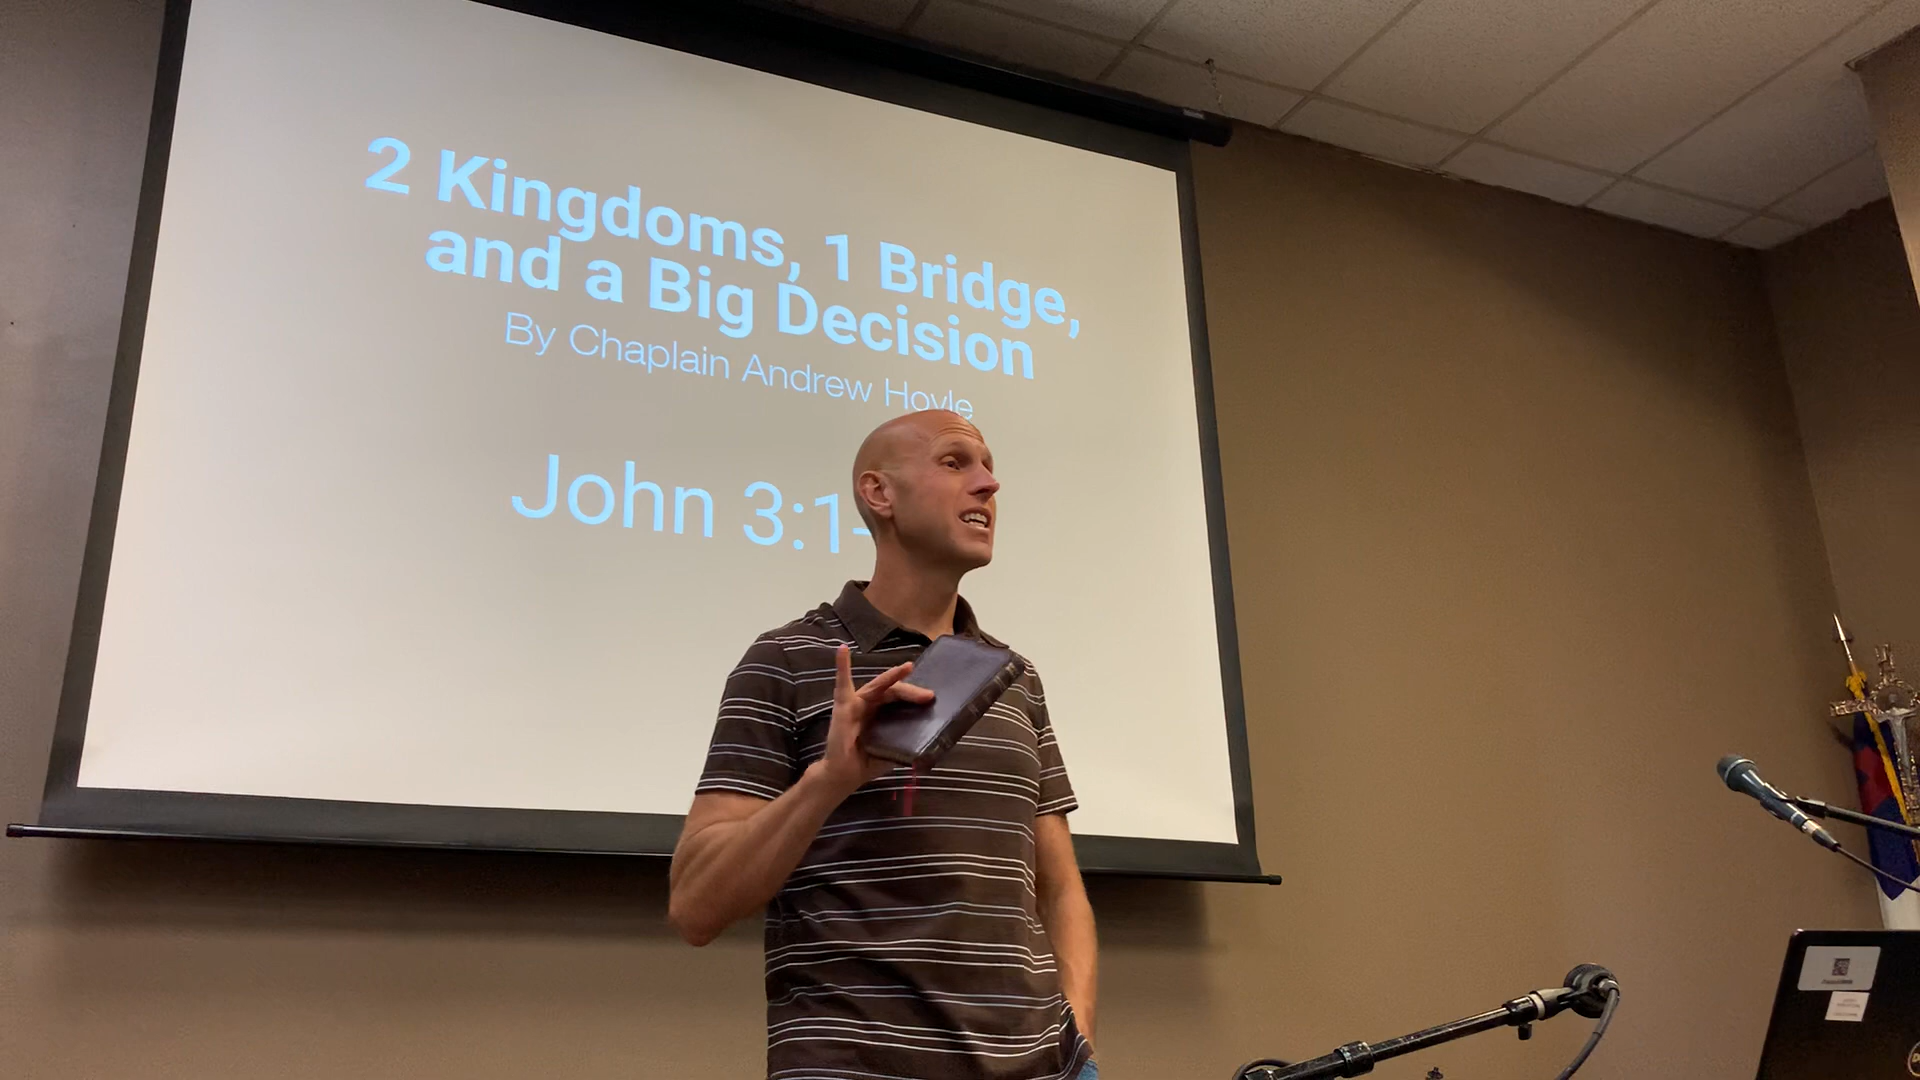 2 Kingdoms, 1 Bridge,
and a Big Decision
By Chaplain Andrew Hoyle
John 3:1-